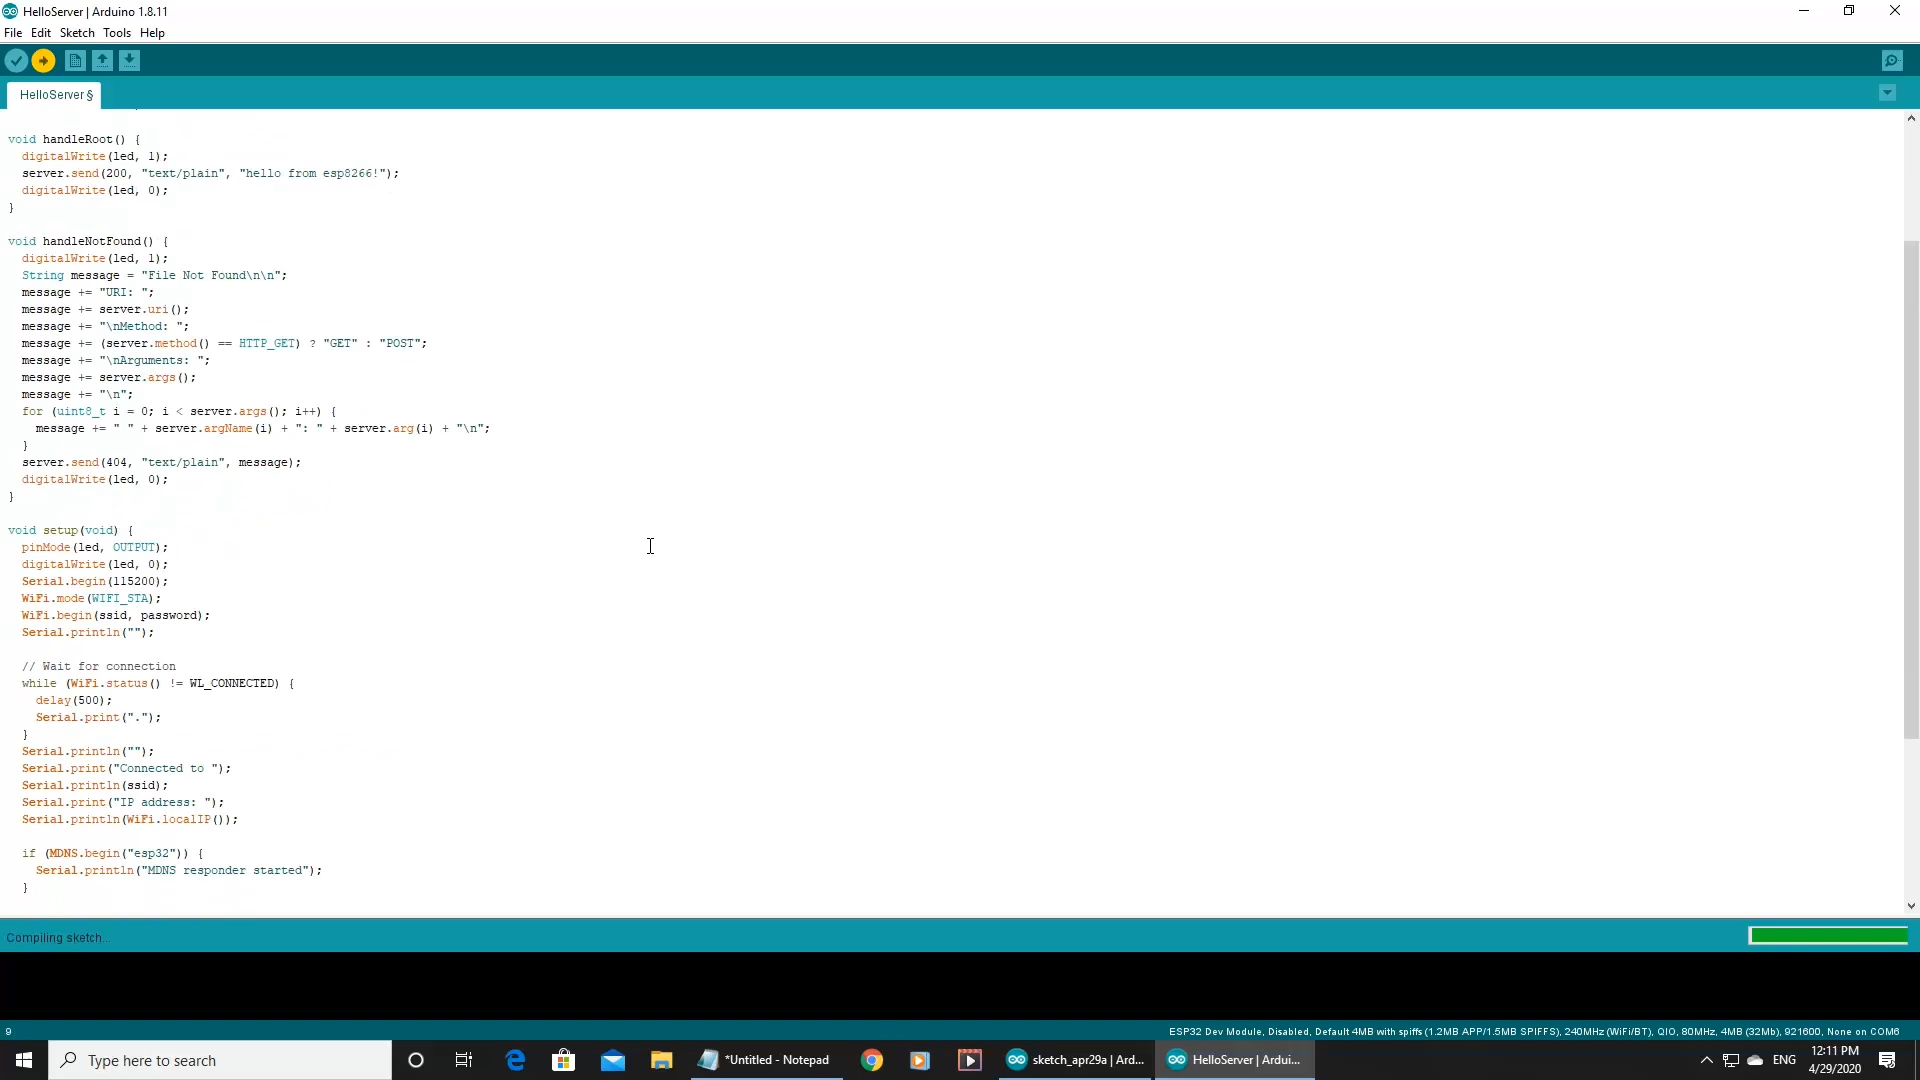 HelloServer | Arduino 1.8.11
File Edit Sketch Tools Help
HelloServer §
void handleRoot() {
  digitalWrite(led, 1);
  server.send(200, "text/plain", "hello from esp8266!");
  digitalWrite(led, 0);
}
void handleNotFound() {
  digitalWrite(led, 1);
  String message = "File Not Found\n\n";
  message += "URI: ";
  message += server.uri();
  message += "\nMethod: ";
  message += (server.method() == HTTP_GET) ? "GET" : "POST";
  message += "\nArguments: ";
  message += server.args();
  message += "\n";
  for (uint8_t i = 0; i < server.args(); i++) {
    message += " " + server.argName(i) + ": " + server.arg(i) + "\n";
  }
  server.send(404, "text/plain", message);
  digitalWrite(led, 0);
}
void setup(void) {
  pinMode(led, OUTPUT);
  digitalWrite(led, 0);
  Serial.begin(115200);
  WiFi.mode(WIFI_STA);
  WiFi.begin(ssid, password);
  Serial.println("");
  // Wait for connection
  while (WiFi.status() != WL_CONNECTED) {
    delay(500);
    Serial.print(".");
  }
  Serial.println("");
  Serial.print("Connected to ");
  Serial.println(ssid);
  Serial.print("IP address: ");
  Serial.println(WiFi.localIP());
  if (MDNS.begin("esp32")) {
    Serial.println("MDNS responder started");
  }
Compiling sketch...
9 ESP32 Dev Module, Disabled, Default 4MB with spiffs (1.2MB APP/1.5MB SPIFFS), 240MHz (WiFi/BT), QIO, 80MHz, 4MB (32Mb), 921600, None on COM6
Type here to search
*Untitled - Notepad
sketch_apr29a | Ard...
HelloServer | Ardui...
ENG
12:11 PM
4/29/2020